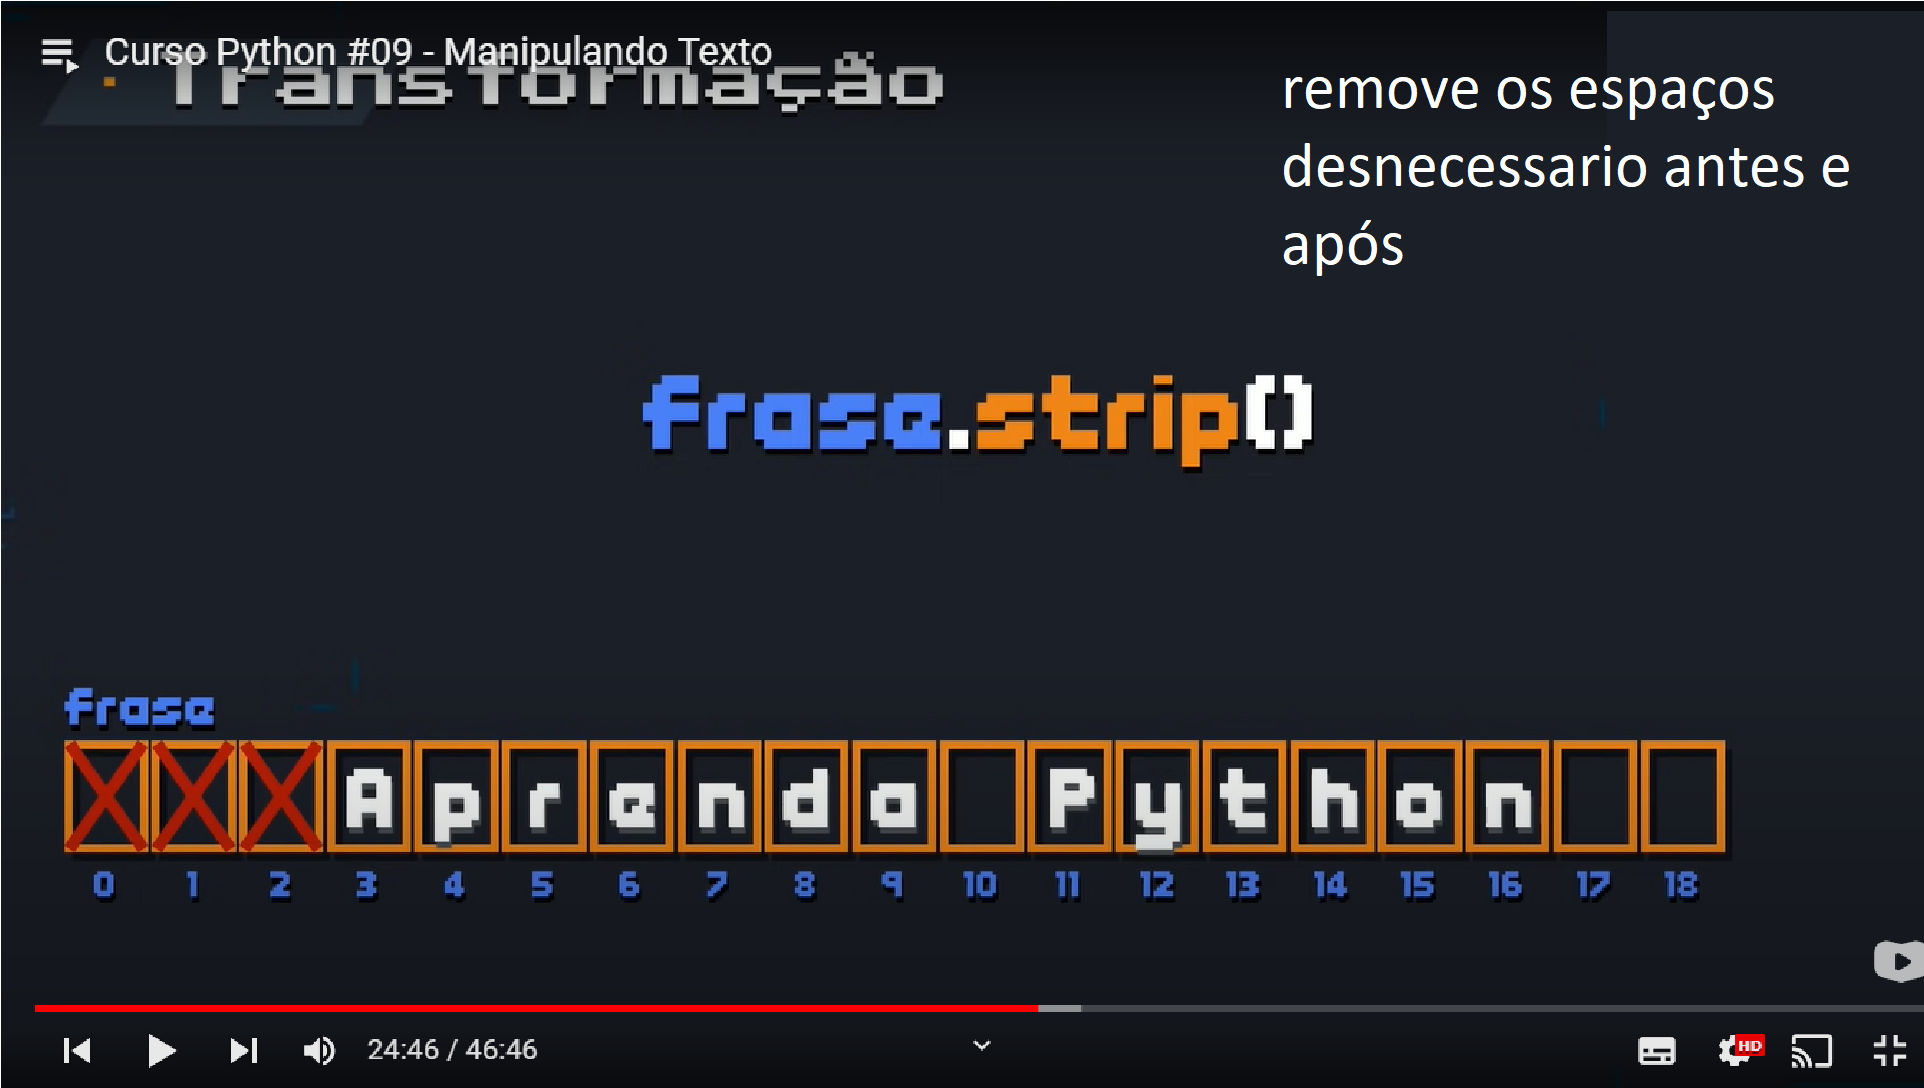 Curso Python #09 - Manipulando Texto
Transformação
remove os espaços
desnecessario antes e
após
frase.strip()
frase
Aprenda Python
0 1 2 3 4 5 6 7 8 9 10 11 12 13 14 15 16 17 18
24:46 / 46:46
HD